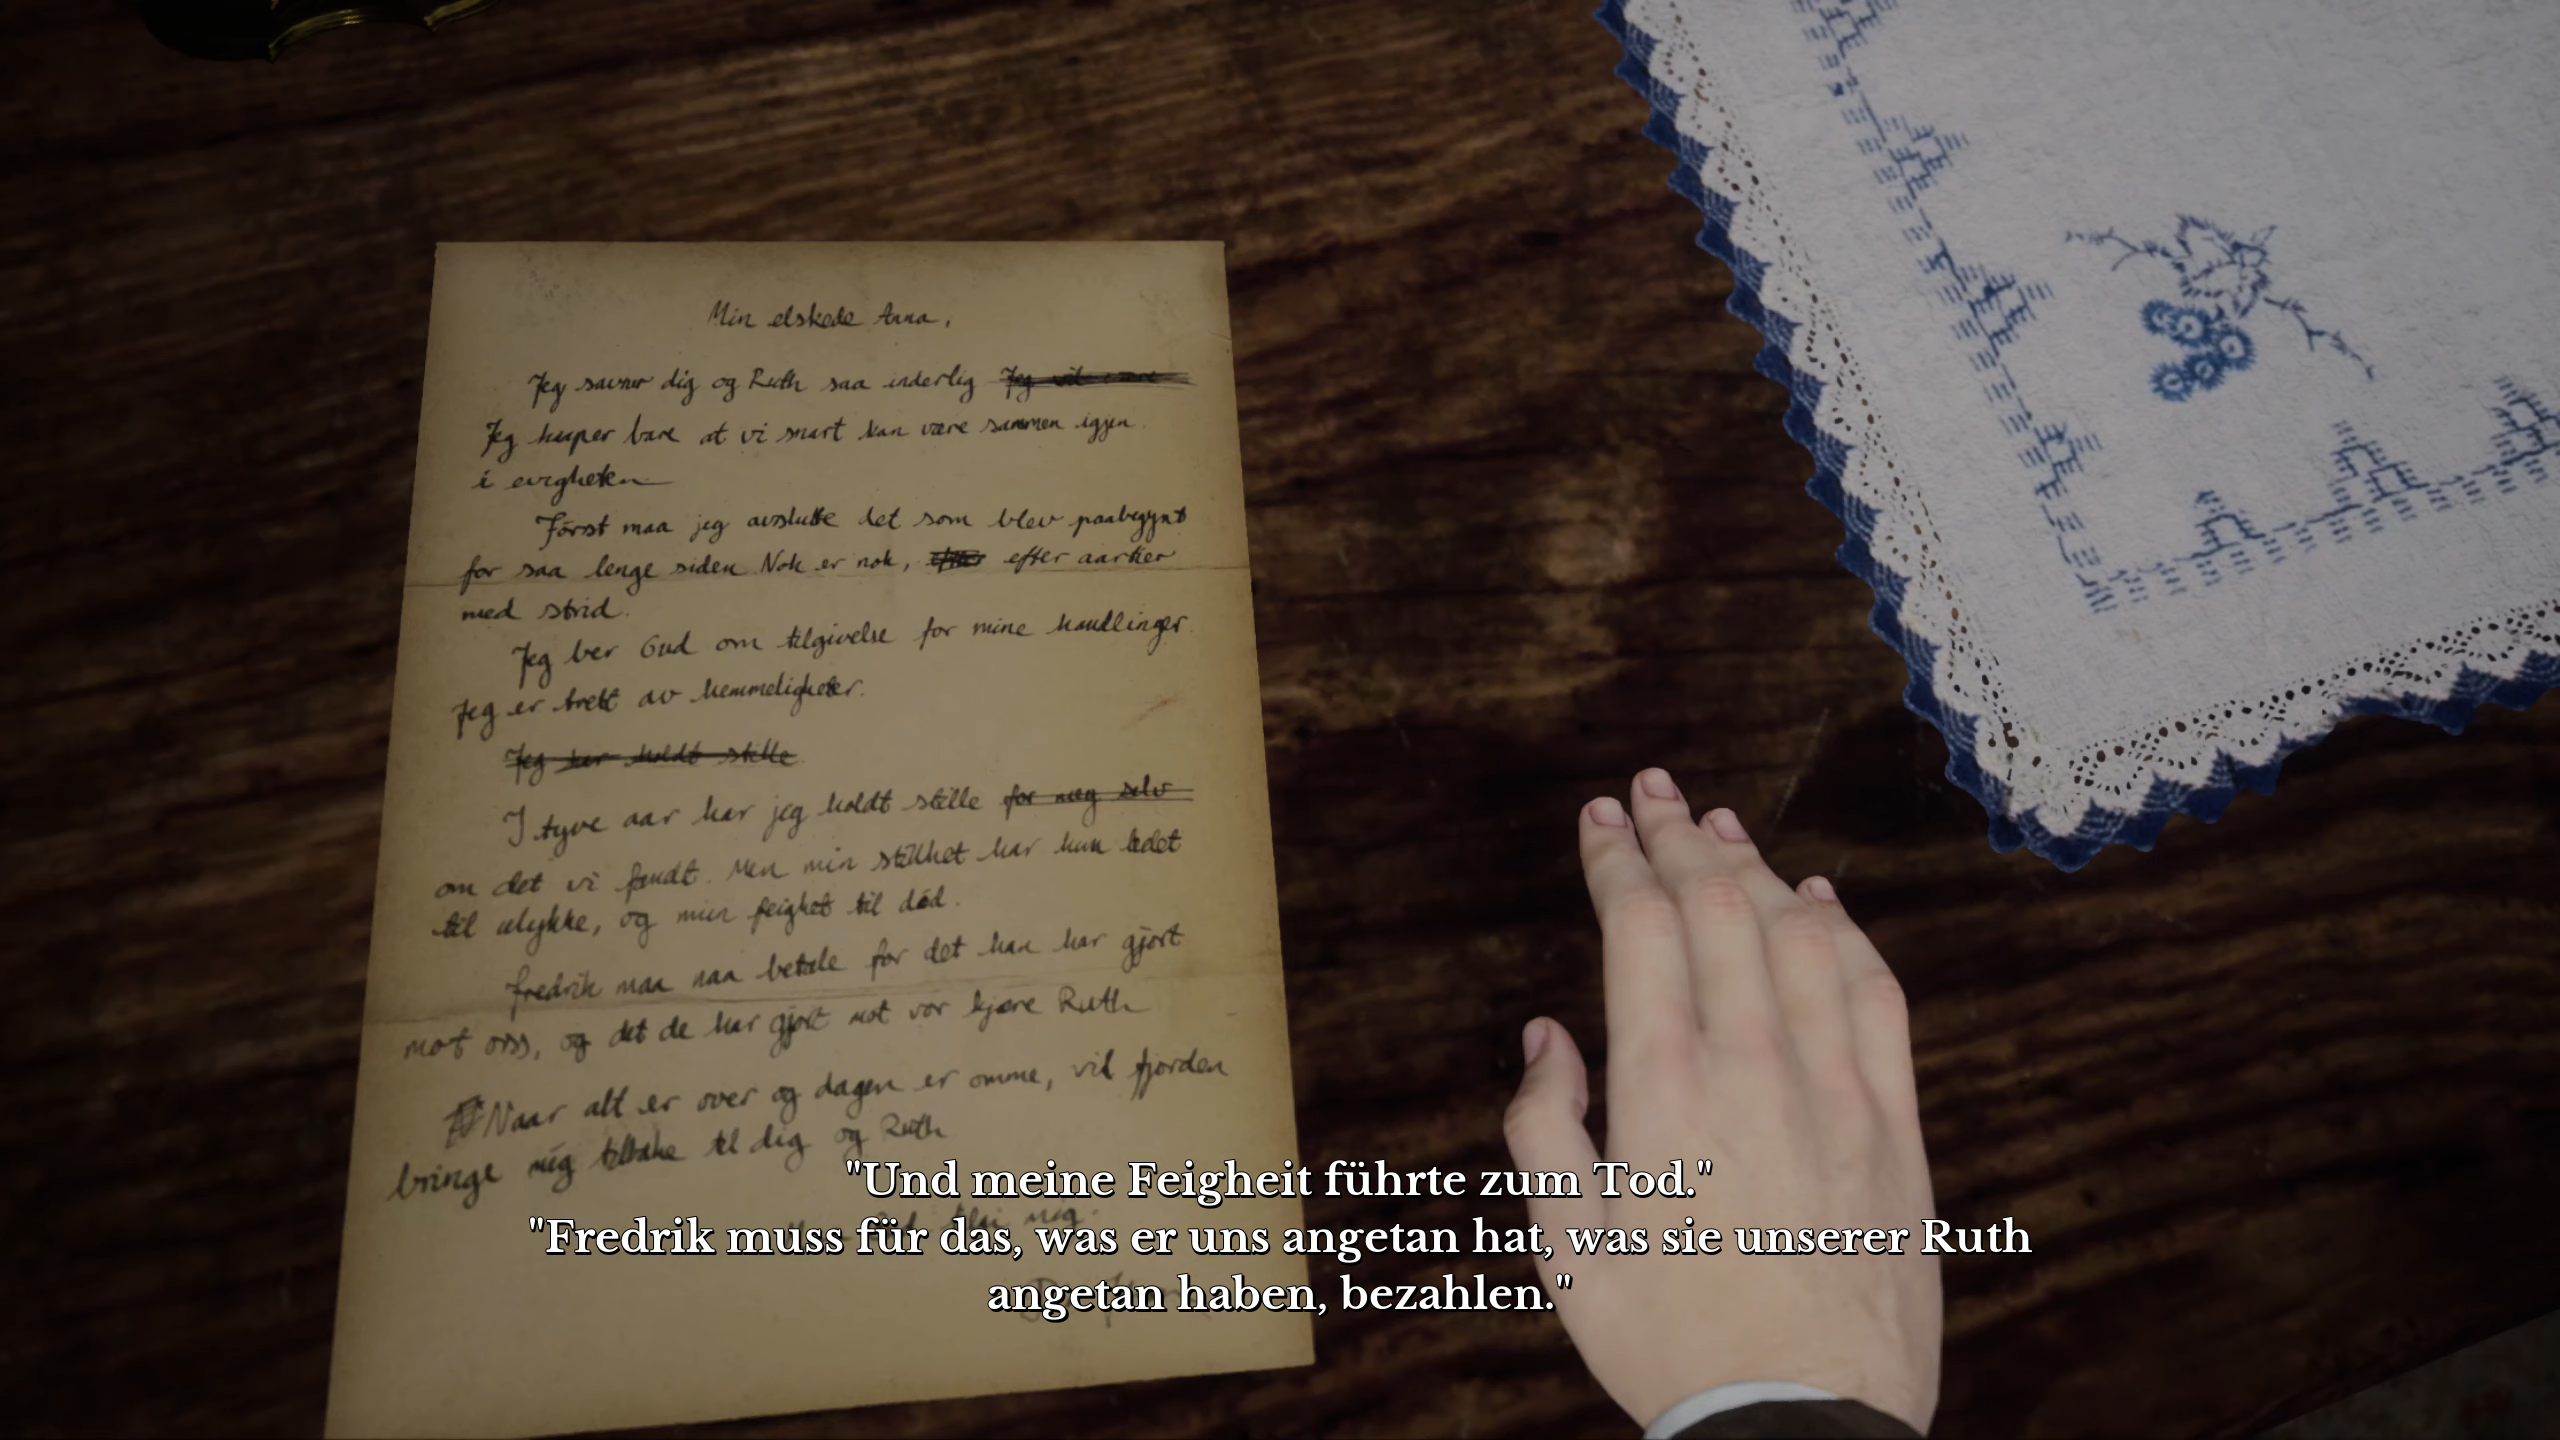 Min elskede Anna,
Jeg savner dig og Ruth saa inderlig Jeg vil være
Jeg haaper bare at vi snart kan være sammen igjen
i evigheten
Först maa jeg avslutte det som blev paabegynt
for saa lenge siden Nok er nok, efter efter aartier
med strid.
Jeg ber Gud om tilgivelse for mine handlinger.
Jeg er trett av hemmeligheter.
Jeg har holdt stille
I tyve aar har jeg holdt stille for meg selv
om det vi fandt. Men min stillhet har kun ledet
til ulykke, og min feighet til död.
Fredrik maa naa betale for det han har gjort
mot oss, og det de har gjort mot vor kjære Ruth
Naar alt er over og dagen er omme, vil fjorden
bringe mig tilbake til dig og Ruth
"Und meine Feigheit führte zum Tod."
"Fredrik muss für das, was er uns angetan hat, was sie unserer Ruth
angetan haben, bezahlen."